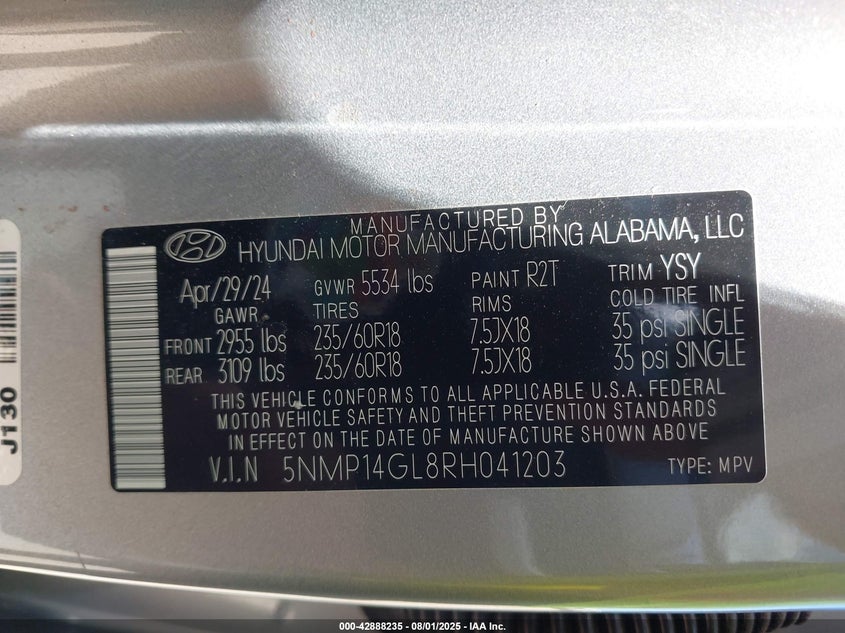 MANUFACTURED BY
HYUNDAI MOTOR MANUFACTURING ALABAMA, LLC
Apr/29/24 GVWR 5534 lbs PAINT R2T TRIM YSY
GAWR TIRES RIMS COLD TIRE INFL
FRONT 2955 lbs 235/60R18 7.5JX18 35 psi SINGLE
REAR 3109 lbs 235/60R18 7.5JX18 35 psi SINGLE
THIS VEHICLE CONFORMS TO ALL APPLICABLE U.S.A. FEDERAL
MOTOR VEHICLE SAFETY AND THEFT PREVENTION STANDARDS
IN EFFECT ON THE DATE OF MANUFACTURE SHOWN ABOVE
V.I.N 5NMP14GL8RH041203 TYPE: MPV
J130
000-42888235 - 08/01/2025 - IAA Inc.